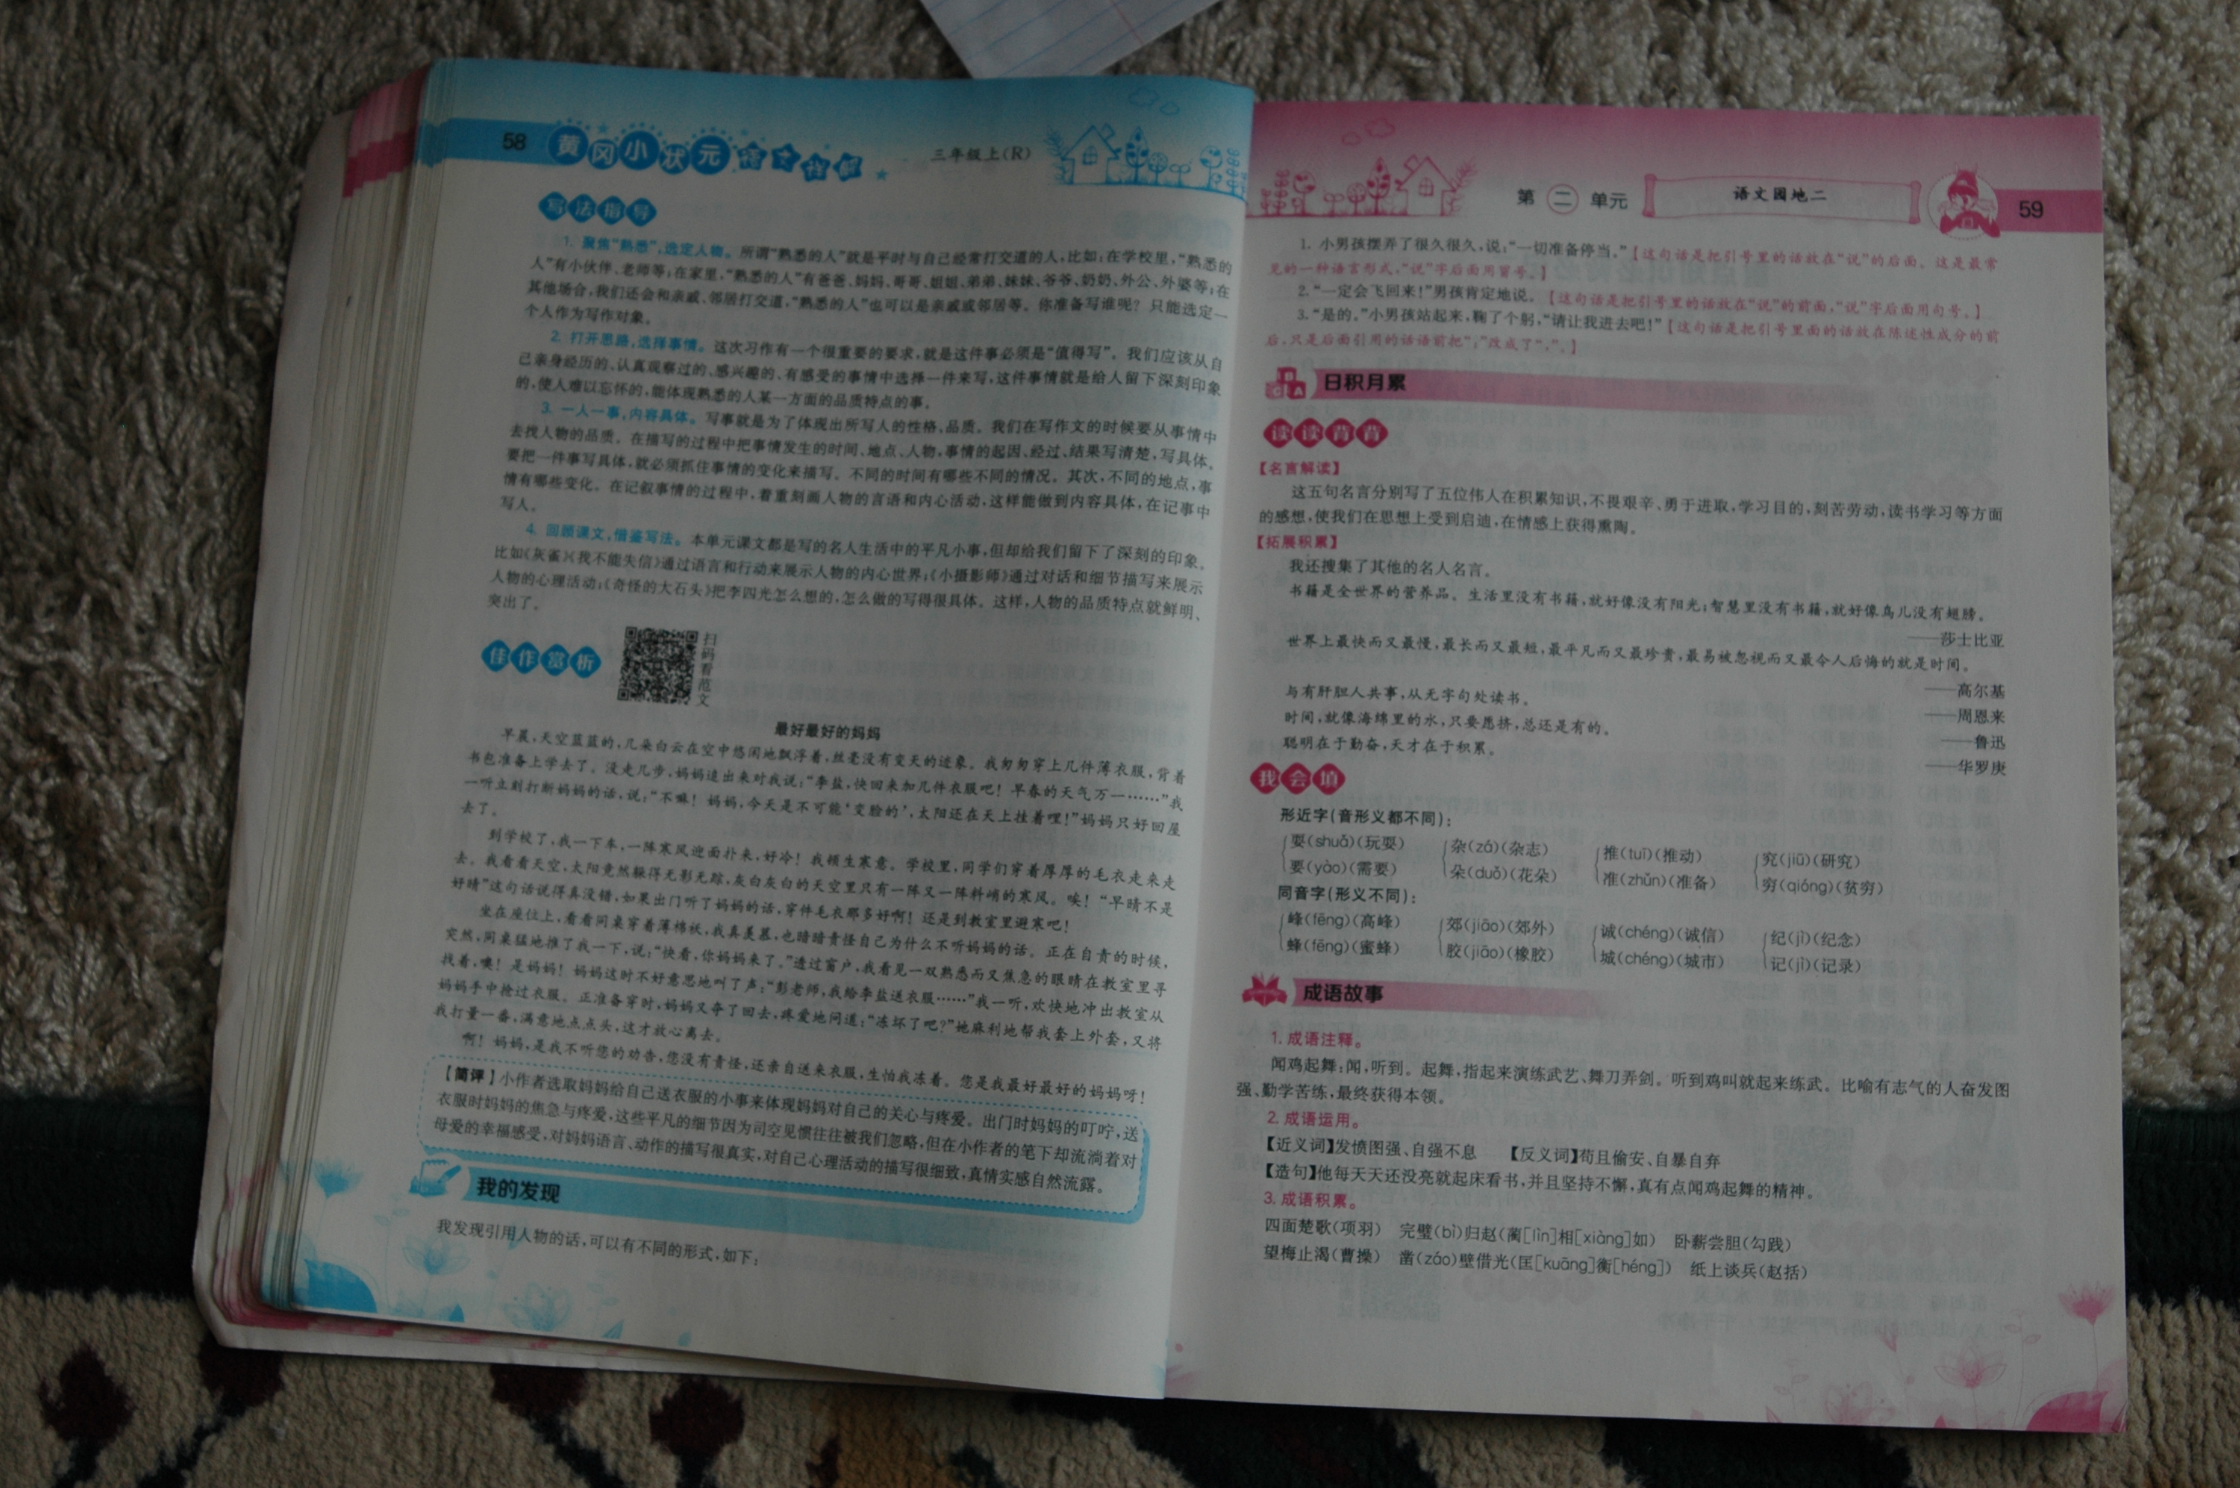 58 黄冈小状元 三年级上(R)
写法指导
1. 聚焦“熟悉”,选定人物。所谓“熟悉的人”就是平时与自己经常打交道的人,比如:在学校里,“熟悉的
人”有小伙伴、老师等;在家里,“熟悉的人”有爸爸、妈妈、哥哥、姐姐、弟弟、妹妹、爷爷、奶奶、外公、外婆等;在
其他场合,我们还会和亲戚、邻居打交道,“熟悉的人”也可以是亲戚或邻居等。你准备写谁呢?只能选定一
个人作为写作对象。
2. 打开思路,选择事情。这次习作有一个很重要的要求,就是这件事必须是“值得写”。我们应该从自
己亲身经历的、认真观察过的、感兴趣的、有感受的事情中选择一件来写,这件事情就是给人留下深刻印象
的,使人难以忘怀的,能体现熟悉的人某一方面的品质特点的事。
3. 一人一事,内容具体。写事就是为了体现出所写人的性格、品质。我们在写作文的时候要从事情中
去找人物的品质。在描写的过程中把事情发生的时间、地点、人物,事情的起因、经过、结果写清楚,写具体。
要把一件事写具体,就必须抓住事情的变化来描写。不同的时间有哪些不同的情况。其次,不同的地点,事
情有哪些变化。在记叙事情的过程中,着重刻画人物的言语和内心活动,这样能做到内容具体,在记事中
写人。
4. 回顾课文,借鉴写法。本单元课文都是写的名人生活中的平凡小事,但却给我们留下了深刻的印象。
比如《灰雀》《我不能失信》通过语言和行动来展示人物的内心世界;《小摄影师》通过对话和细节描写来展示
人物的心理活动;《奇怪的大石头》把李四光怎么想的,怎么做的写得很具体。这样,人物的品质特点就鲜明、
突出了。
佳作赏析
扫码看范文
最好最好的妈妈
早晨,天空蓝蓝的,几朵白云在空中悠闲地飘浮着,丝毫没有变天的迹象。我匆匆穿上几件薄衣服,背着
书包准备上学去了。没走几步,妈妈追出来对我说:“李盐,快回来加几件衣服吧!早春的天气万一……”我
一听立刻打断妈妈的话,说:“不嘛!妈妈,今天是不可能‘变脸的’,太阳还在天上挂着哩!”妈妈只好回屋
去了。
到学校了,我一下车,一阵寒风迎面扑来,好冷!我顿生寒意。学校里,同学们穿着厚厚的毛衣走来走
去。我看看天空,太阳竟然躲得无影无踪,灰白灰白的天空里只有一阵又一阵料峭的寒风。唉!“早晴不是
好晴”这句话说得真没错,如果出门听了妈妈的话,穿件毛衣那多好啊!还是到教室里避寒吧!
坐在座位上,看着同桌穿着薄棉袄,我真羡慕,也暗暗责怪自己为什么不听妈妈的话。正在自责的时候,
突然,同桌猛地推了我一下,说:“快看,你妈妈来了。”透过窗户,我看见一双熟悉而又焦急的眼睛在教室里寻
找着,噢!是妈妈!妈妈这时不好意思地叫了声:“彭老师,我给李盐送衣服……”我一听,欢快地冲出教室从
妈妈手中抢过衣服。正准备穿时,妈妈又夺了回去,疼爱地问道:“冻坏了吧?”她麻利地帮我套上外套,又将
我打量一番,满意地点点头,这才放心离去。
啊!妈妈,是我不听您的劝告,您没有责怪,还亲自送来衣服,生怕我冻着。您是我最好最好的妈妈呀!
【简评】小作者选取妈妈给自己送衣服的小事来体现妈妈对自己的关心与疼爱。出门时妈妈的叮咛,送
衣服时妈妈的焦急与疼爱,这些平凡的细节因为司空见惯往往被我们忽略,但在小作者的笔下却流淌着对
母爱的幸福感受,对妈妈语言、动作的描写很真实,对自己心理活动的描写很细致,真情实感自然流露。
我的发现
我发现引用人物的话,可以有不同的形式,如下:
第二单元 语文园地二 59
1. 小男孩摆弄了很久很久,说:“一切准备停当。”【这句话是把引号里的话放在“说”的后面。这是最常
见的一种语言形式,“说”字后面用冒号。】
2. “一定会飞回来!”男孩肯定地说。【这句话是把引号里的话放在“说”的前面,“说”字后面用句号。】
3. “是的。”小男孩站起来,鞠了个躬,“请让我进去吧!”【这句话是把引号里面的话放在陈述性成分的前
后,只是后面引用的话语前把“:”改成了“,”。】
日积月累
读读背背
【名言解读】
这五句名言分别写了五位伟人在积累知识,不畏艰辛、勇于进取,学习目的,刻苦劳动,读书学习等方面
的感想,使我们在思想上受到启迪,在情感上获得熏陶。
【拓展积累】
我还搜集了其他的名人名言。
书籍是全世界的营养品。生活里没有书籍,就好像没有阳光;智慧里没有书籍,就好像鸟儿没有翅膀。
——莎士比亚
世界上最快而又最慢,最长而又最短,最平凡而又最珍贵,最易被忽视而又最令人后悔的就是时间。
——高尔基
与有肝胆人共事,从无字句处读书。 ——周恩来
时间,就像海绵里的水,只要愿挤,总还是有的。 ——鲁迅
聪明在于勤奋,天才在于积累。 ——华罗庚
我会填
形近字(音形义都不同):
耍(shuǎ)(玩耍) 杂(zá)(杂志) 推(tuī)(推动) 究(jiū)(研究)
要(yào)(需要) 朵(duǒ)(花朵) 准(zhǔn)(准备) 穷(qióng)(贫穷)
同音字(形义不同):
峰(fēng)(高峰) 郊(jiāo)(郊外) 诚(chéng)(诚信) 纪(jì)(纪念)
蜂(fēng)(蜜蜂) 胶(jiāo)(橡胶) 城(chéng)(城市) 记(jì)(记录)
成语故事
1. 成语注释。
闻鸡起舞:闻,听到。起舞,指起来演练武艺、舞刀弄剑。听到鸡叫就起来练武。比喻有志气的人奋发图
强、勤学苦练,最终获得本领。
2. 成语运用。
【近义词】发愤图强、自强不息 【反义词】苟且偷安、自暴自弃
【造句】他每天天还没亮就起床看书,并且坚持不懈,真有点闻鸡起舞的精神。
3. 成语积累。
四面楚歌(项羽) 完璧(bì)归赵(蔺[lìn]相[xiàng]如) 卧薪尝胆(勾践)
望梅止渴(曹操) 凿(záo)壁借光(匡[kuāng]衡[héng]) 纸上谈兵(赵括)